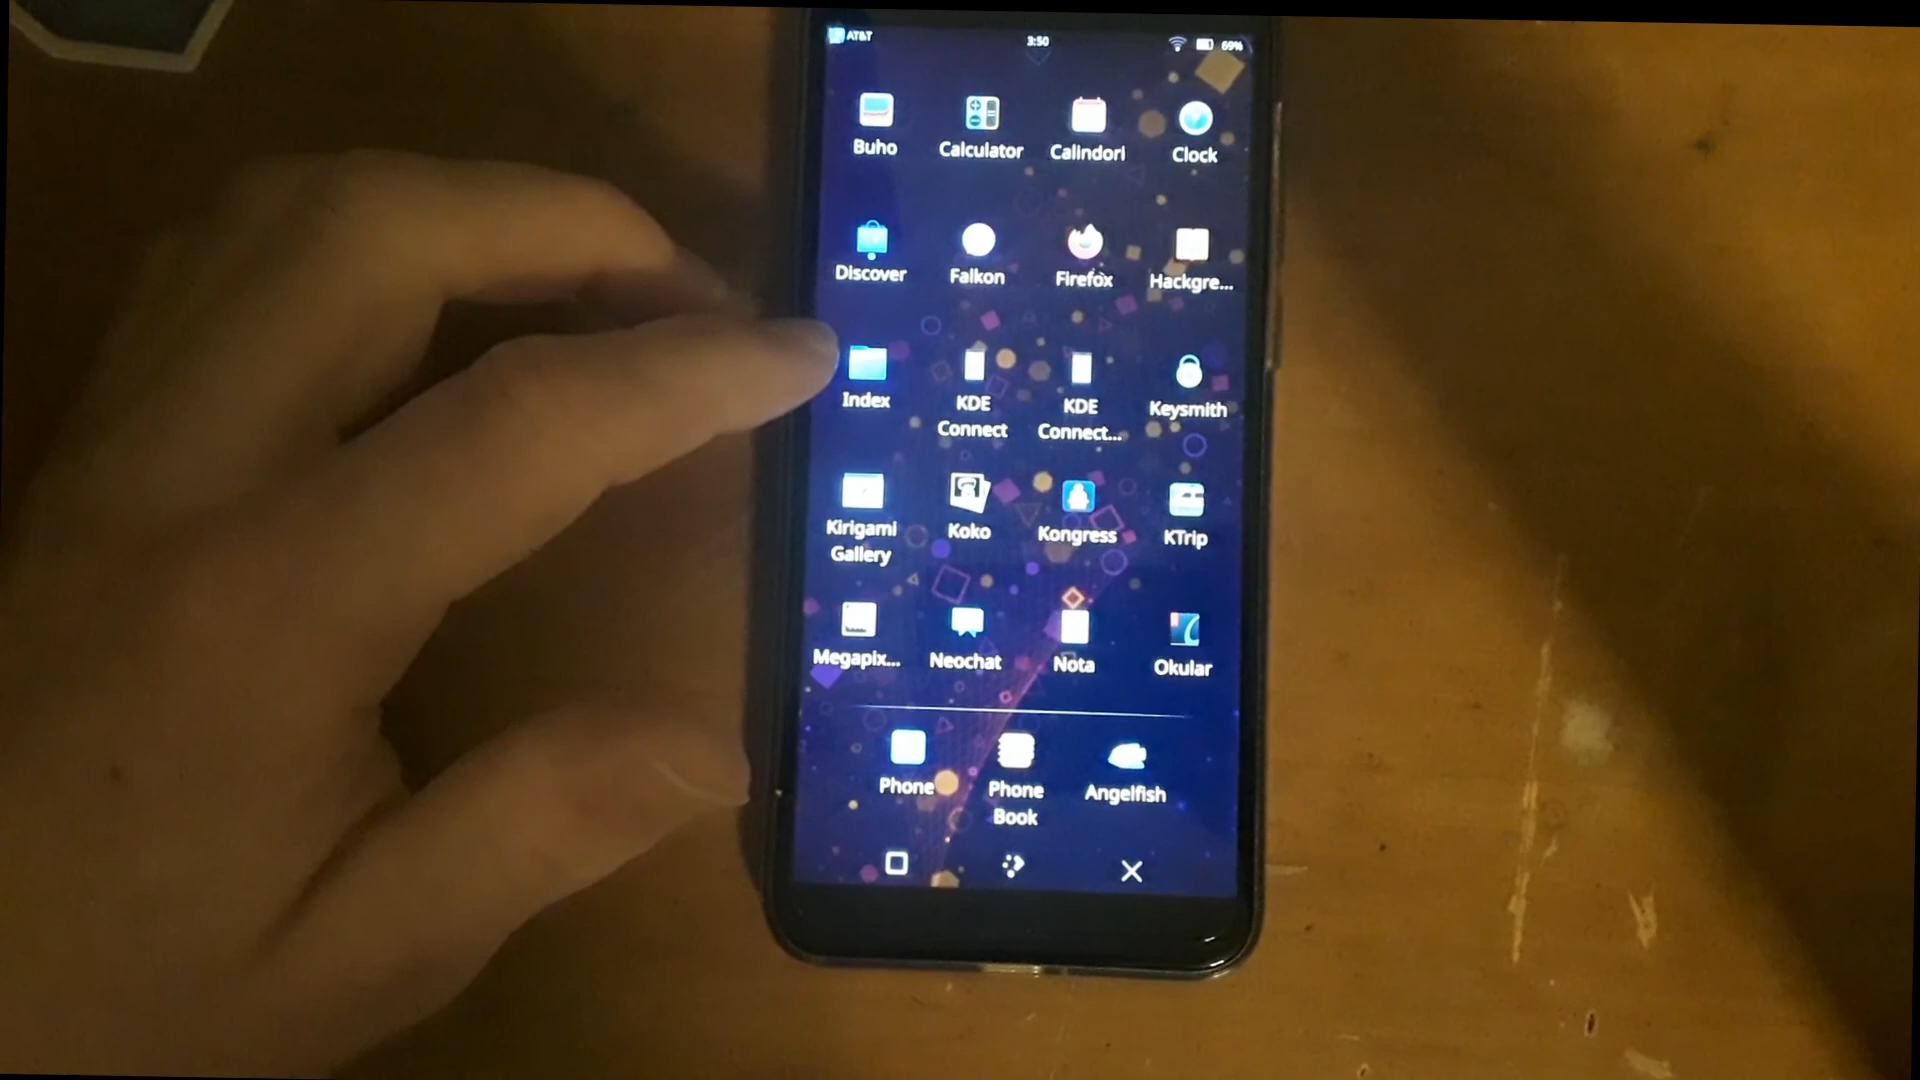 AT&T 3:50 69%
Buho Calculator Calindori Clock
Discover Falkon Firefox Hackgre...
Index KDE Connect KDE Connect... Keysmith
Kirigami Gallery Koko Kongress KTrip
Megapix... Neochat Nota Okular
Phone Phone Book Angelfish